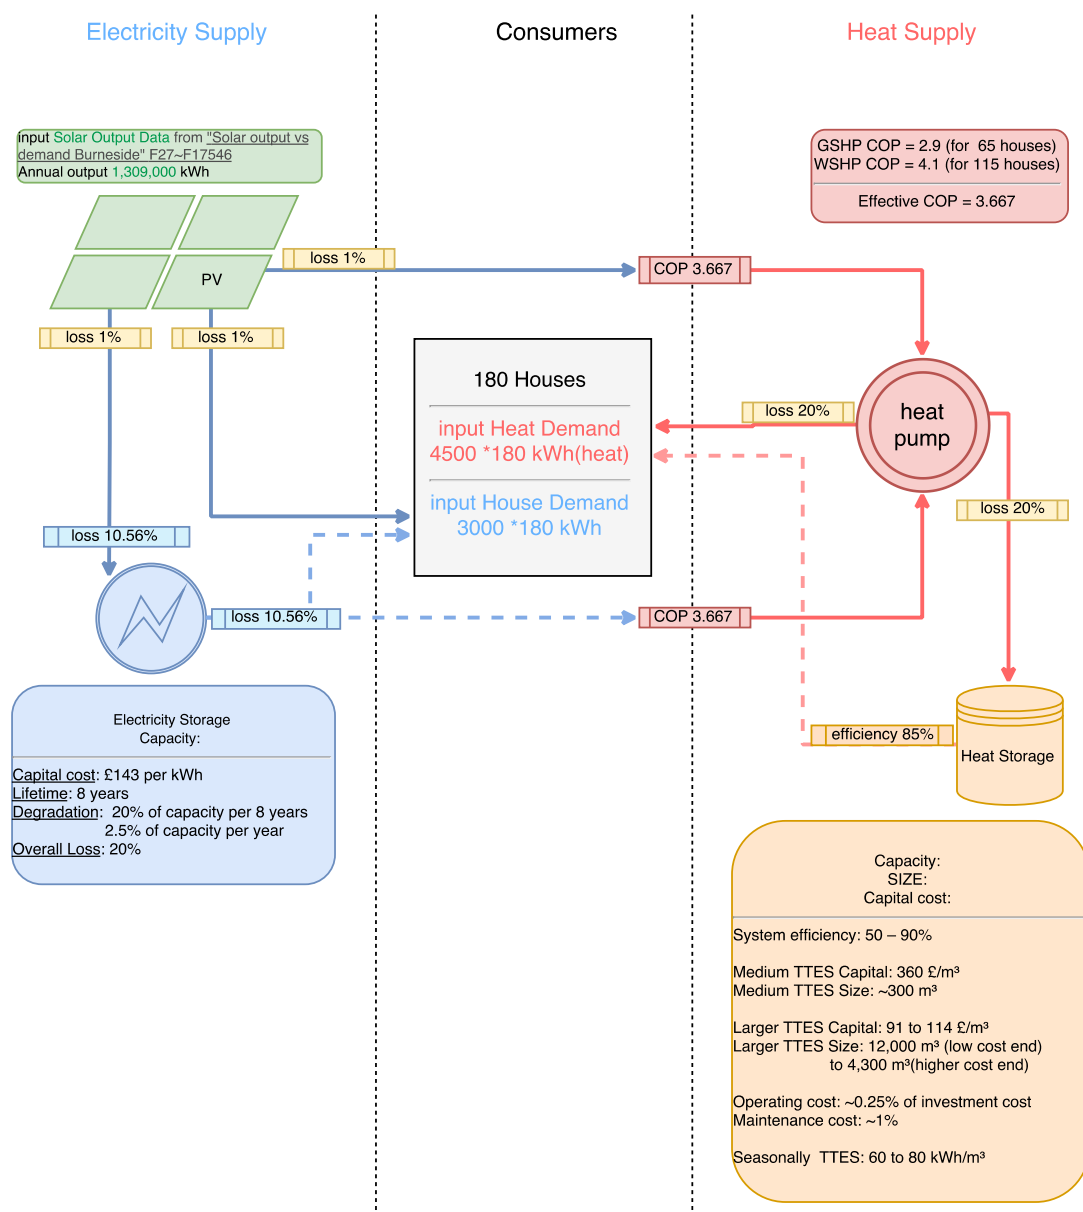 Electricity Supply
Consumers
Heat Supply
input Solar Output Data from "Solar output vs
demand Burneside" F27~F17546
Annual output 1,309,000 kWh
GSHP COP = 2.9 (for  65 houses)
WSHP COP = 4.1 (for 115 houses)
Effective COP = 3.667
PV
loss 1%
COP 3.667
loss 1%
loss 1%
180 Houses
input Heat Demand
4500 *180 kWh(heat)
input House Demand
3000 *180 kWh
loss 20%
heat
pump
loss 20%
loss 10.56%
loss 10.56%
COP 3.667
efficiency 85%
Heat Storage
Electricity Storage
Capacity:
Capital cost: £143 per kWh
Lifetime: 8 years
Degradation:  20% of capacity per 8 years
2.5% of capacity per year
Overall Loss: 20%
Capacity:
SIZE:
Capital cost:
System efficiency: 50 – 90%
Medium TTES Capital: 360 £/m³
Medium TTES Size: ~300 m³
Larger TTES Capital: 91 to 114 £/m³
Larger TTES Size: 12,000 m³ (low cost end)
to 4,300 m³(higher cost end)
Operating cost: ~0.25% of investment cost
Maintenance cost: ~1%
Seasonally  TTES: 60 to 80 kWh/m³